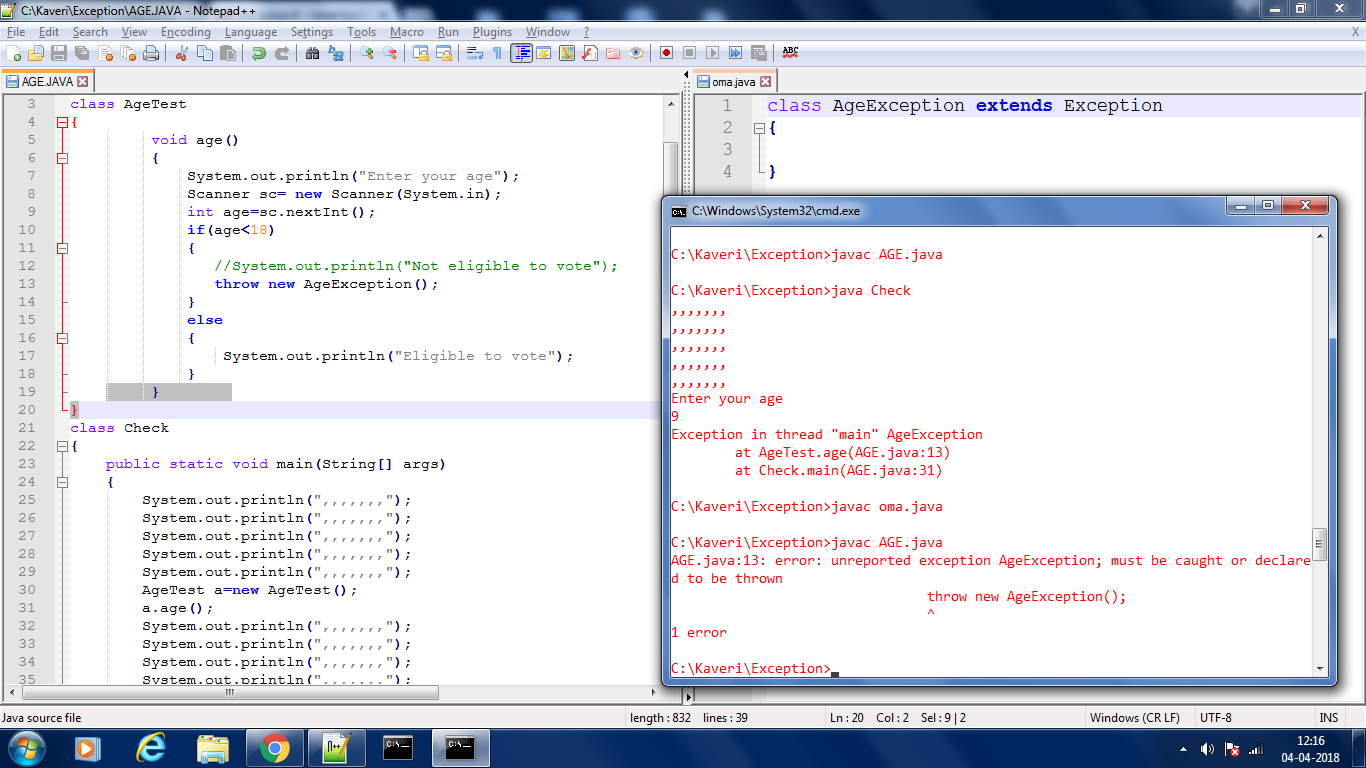 C:\Kaveri\Exception\AGE.JAVA - Notepad++
File Edit Search View Encoding Language Settings Tools Macro Run Plugins Window ? X
ABC
AGE.JAVA
3 class AgeTest
4 {
5 void age()
6 {
7 System.out.println("Enter your age");
8 Scanner sc= new Scanner(System.in);
9 int age=sc.nextInt();
10 if(age<18)
11 {
12 //System.out.println("Not eligible to vote");
13 throw new AgeException();
14 }
15 else
16 {
17 System.out.println("Eligible to vote");
18 }
19 }
20 }
21 class Check
22 {
23 public static void main(String[] args)
24 {
25 System.out.println(",,,,,,,");
26 System.out.println(",,,,,,,");
27 System.out.println(",,,,,,,");
28 System.out.println(",,,,,,,");
29 System.out.println(",,,,,,,");
30 AgeTest a=new AgeTest();
31 a.age();
32 System.out.println(",,,,,,,");
33 System.out.println(",,,,,,,");
34 System.out.println(",,,,,,,");
35 System.out.println(",,,,,,,");
oma.java
1 class AgeException extends Exception
2 {
3
4 }
C:\Windows\System32\cmd.exe
C:\Kaveri\Exception>javac AGE.java
C:\Kaveri\Exception>java Check
,,,,,,,
,,,,,,,
,,,,,,,
,,,,,,,
,,,,,,,
Enter your age
9
Exception in thread "main" AgeException
at AgeTest.age(AGE.java:13)
at Check.main(AGE.java:31)
C:\Kaveri\Exception>javac oma.java
C:\Kaveri\Exception>javac AGE.java
AGE.java:13: error: unreported exception AgeException; must be caught or declare
d to be thrown
throw new AgeException();
^
1 error
C:\Kaveri\Exception>
Java source file length : 832 lines : 39 Ln : 20 Col : 2 Sel : 9 | 2 Windows (CR LF) UTF-8 INS
12:16
04-04-2018